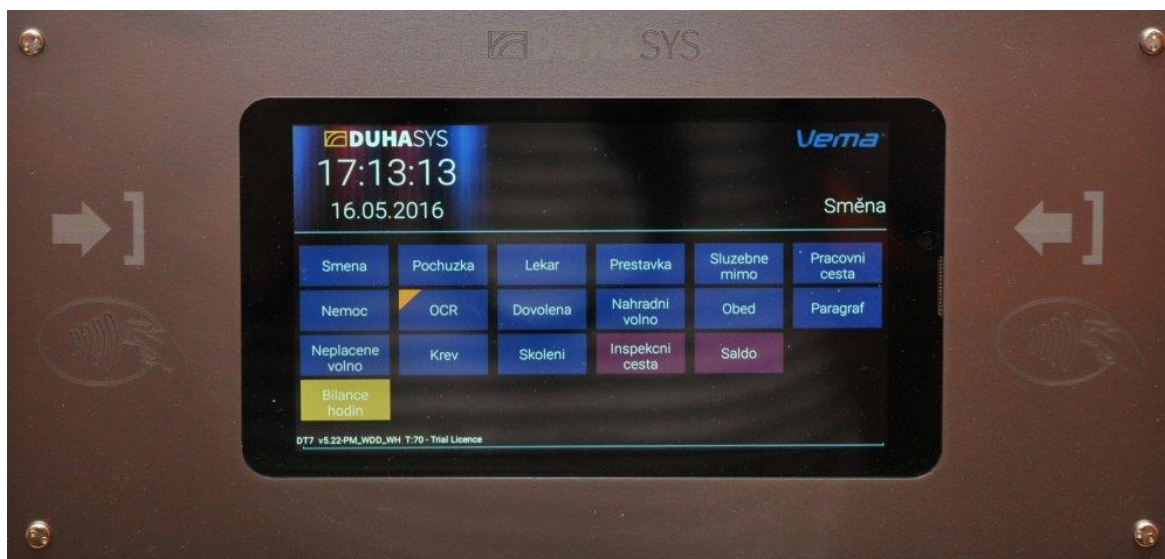 DUHASYS
DUHASYS
Vema
17:13:13
16.05.2016
Směna
Smena
Pochuzka
Lekar
Prestavka
Sluzebne
mimo
Pracovni
cesta
Nemoc
OCR
Dovolena
Nahradni
volno
Obed
Paragraf
Neplacene
volno
Krev
Skoleni
Inspekcni
cesta
Saldo
Bilance
hodin
DT7 v5.22-PM_WDD_WH T:70 - Trial Licence